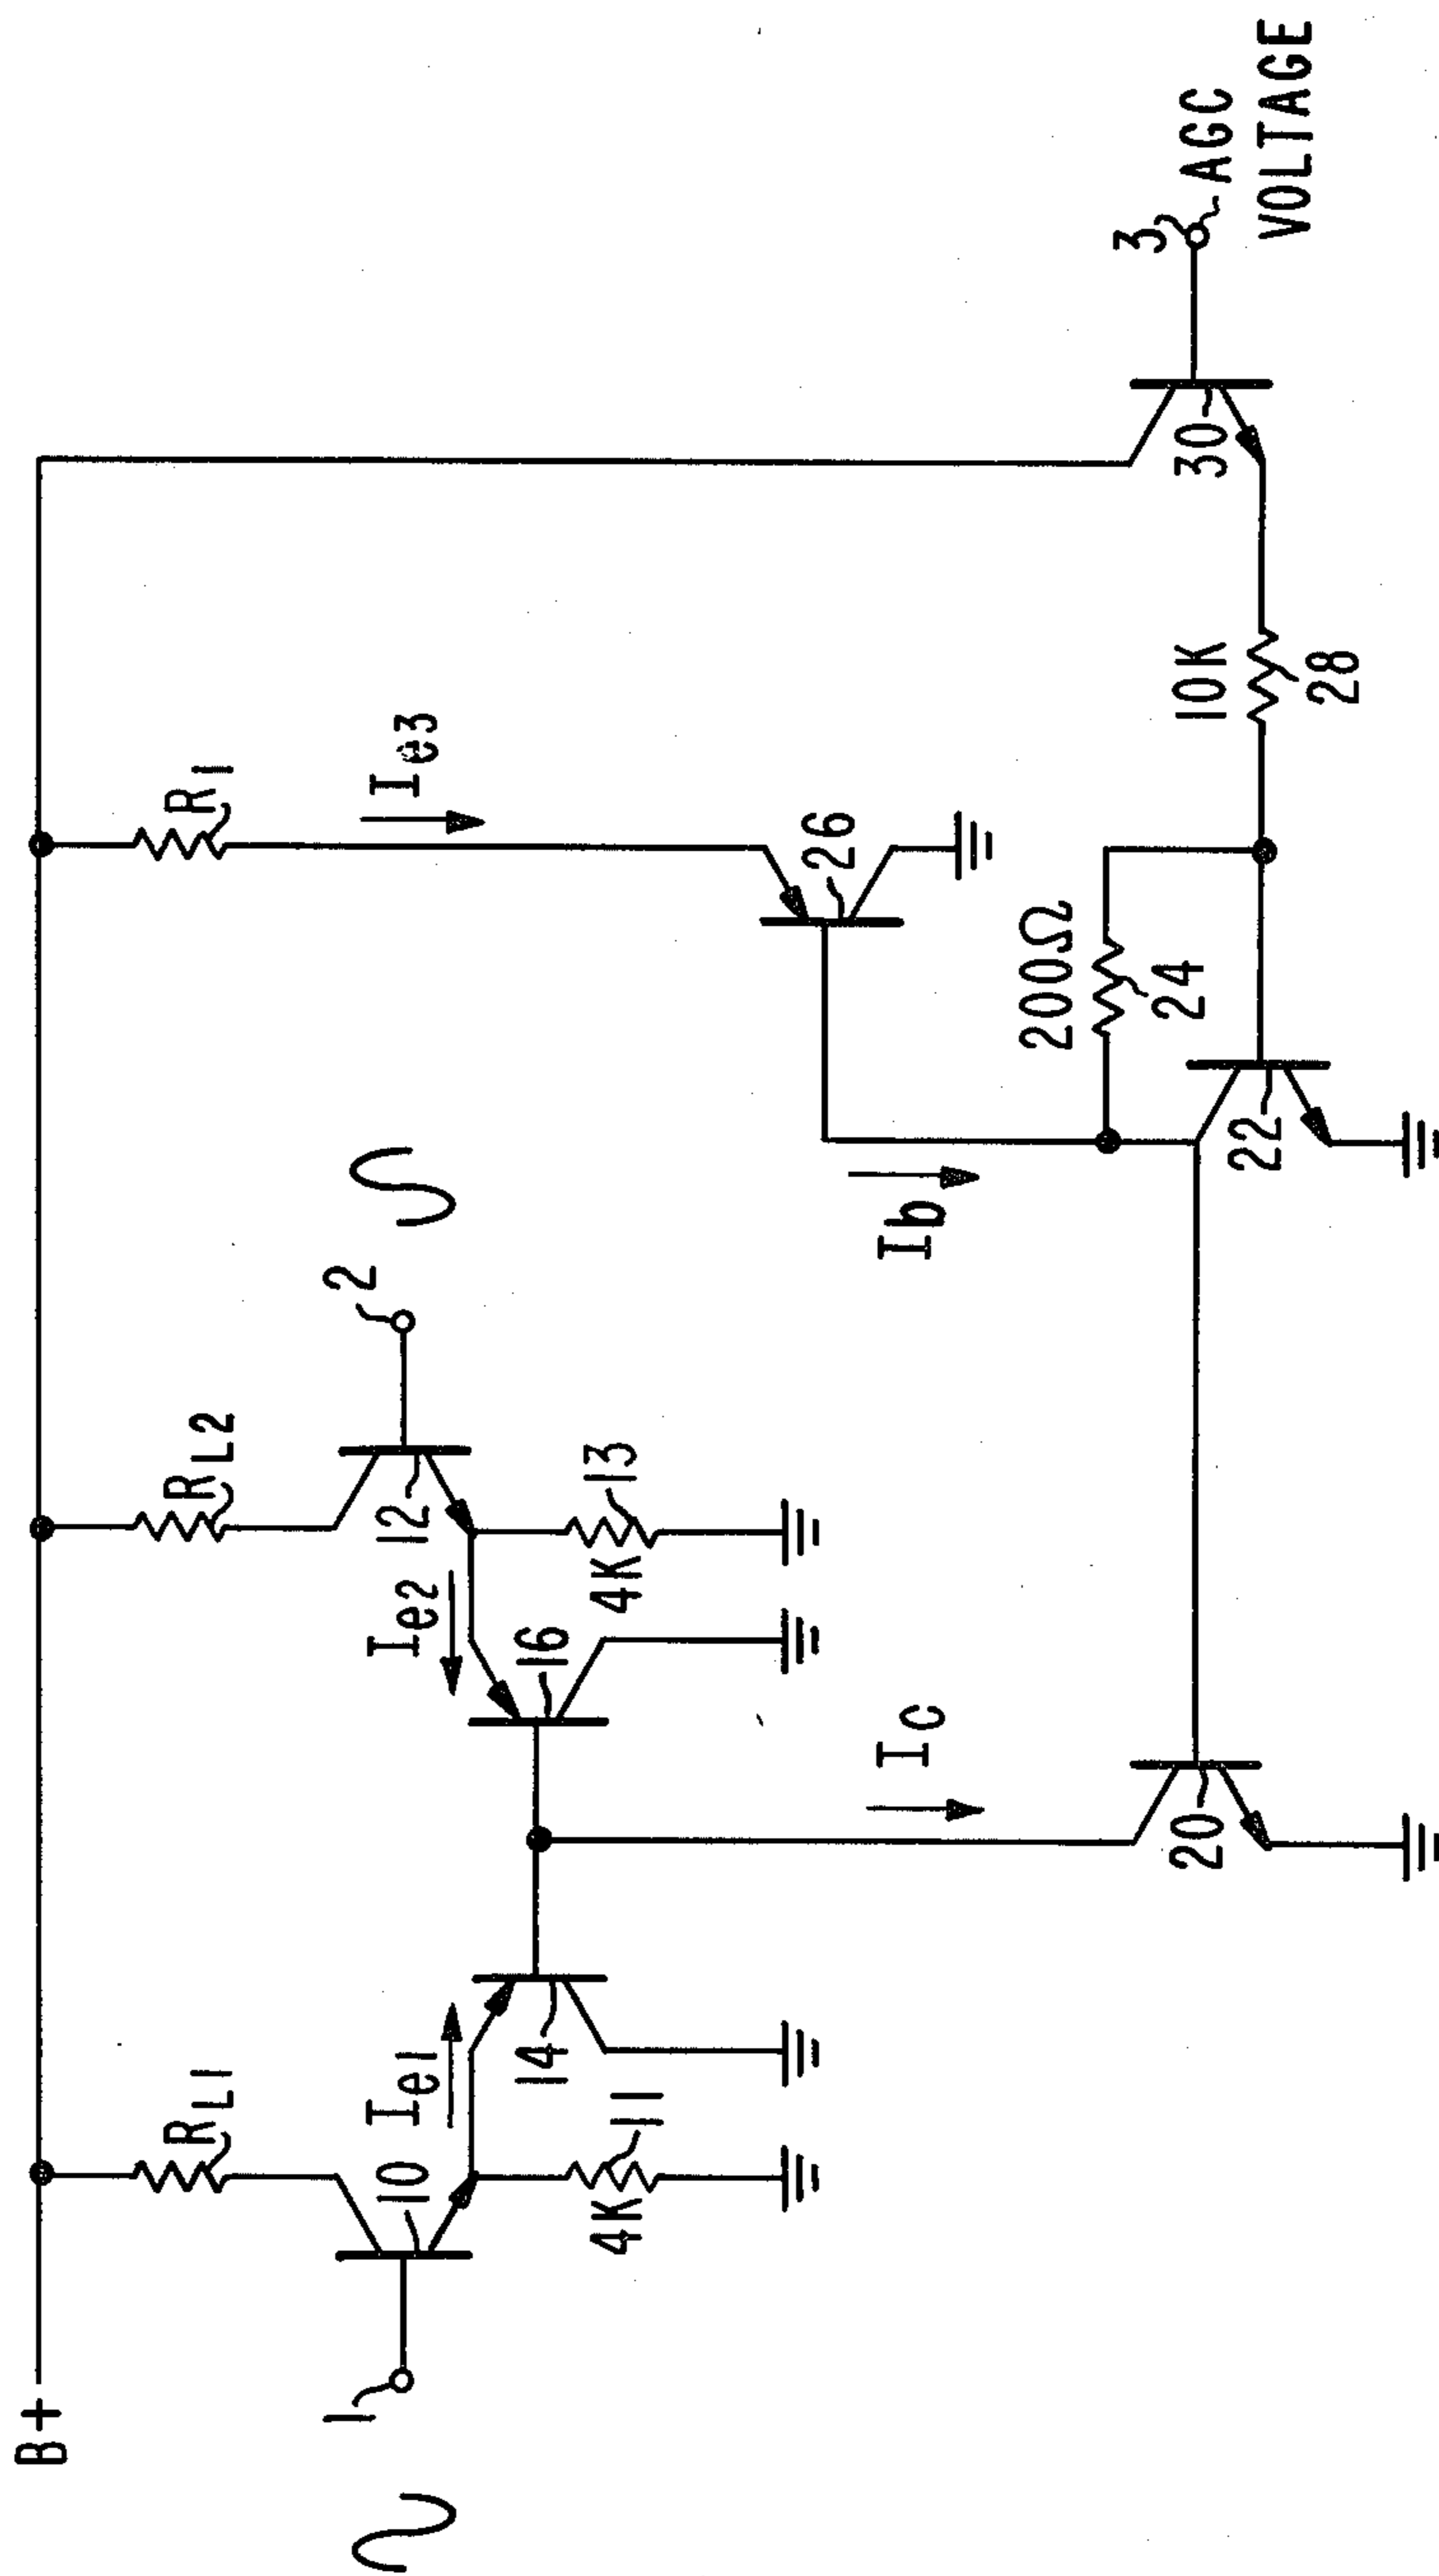 B+
R L1
R L2
R 1
1
10
I e1
4K
11
14
I e2
16
12
2
4K
13
I e3
26
I C
I b
200Ω
24
20
22
10K
28
30
3
AGC
VOLTAGE